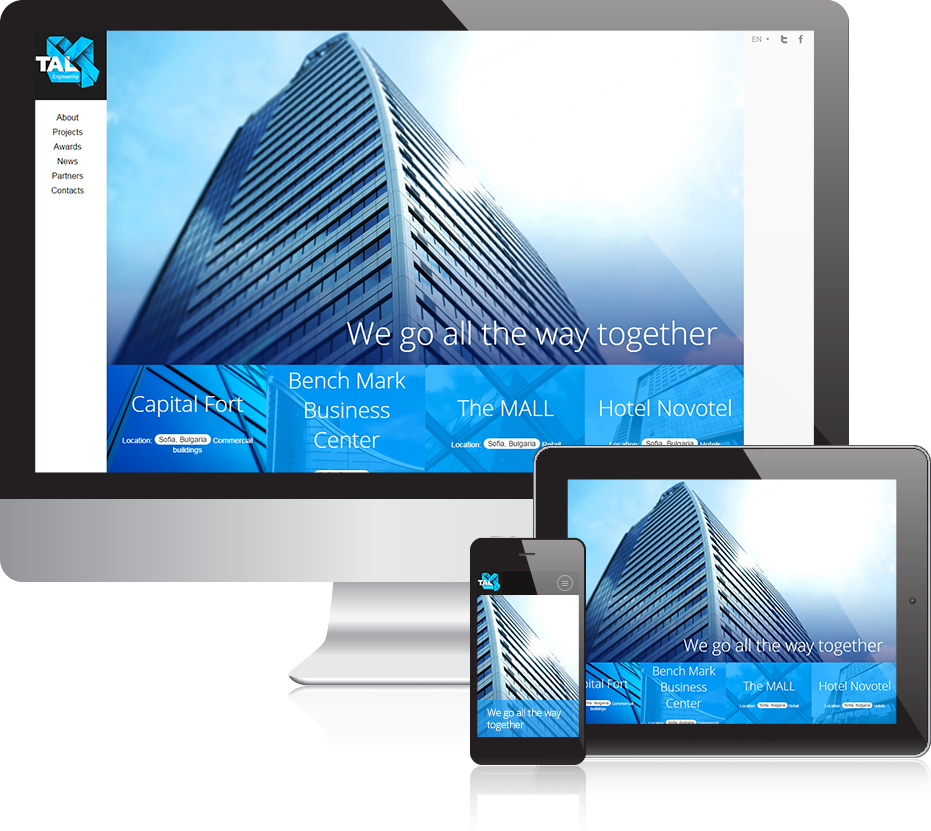 TAL
Engineering
EN
About
Projects
Awards
News
Partners
Contacts
We go all the way together
Capital Fort
Location: Sofia, Bulgaria Commercial
buildings
Bench Mark
Business
Center
The MALL
Location: Sofia, Bulgaria Retail
Hotel Novotel
Location: Sofia, Bulgaria Hotels
TAL
We go all the way
together
We go all the way together
pital Fort
Bulgaria Commercial
buildings
Bench Mark
Business
Center
Location: Sofia, Bulgaria Commercial
The MALL
Location: Sofia, Bulgaria Retail
Hotel Novotel
Location: Sofia, Bulgaria Hotels